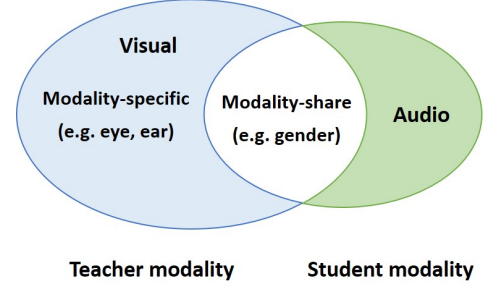 Visual
Modality-specific
(e.g. eye, ear)
Modality-share
(e.g. gender)
Audio
Teacher modality
Student modality